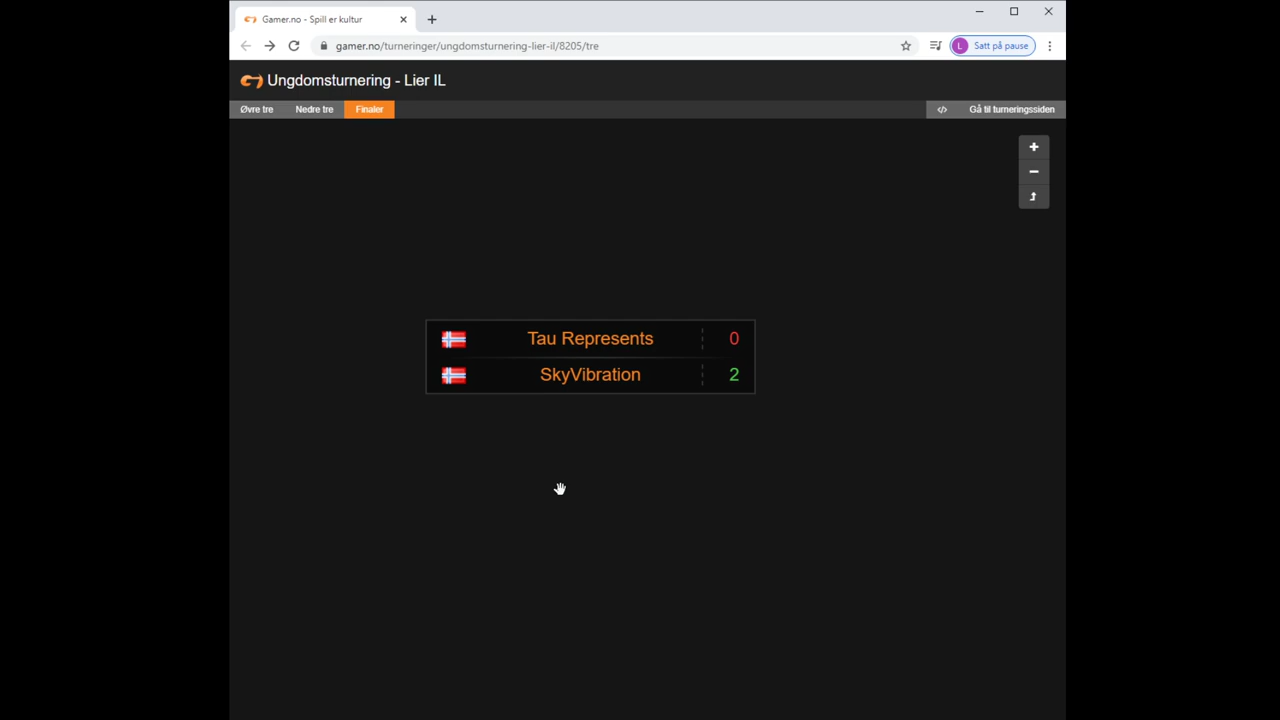 Gamer.no - Spill er kultur
gamer.no/turneringer/ungdomsturnering-lier-il/8205/tre
L Satt på pause
Ungdomsturnering - Lier IL
Øvre tre Nedre tre Finaler
Gå til turneringssiden
Tau Represents 0
SkyVibration 2